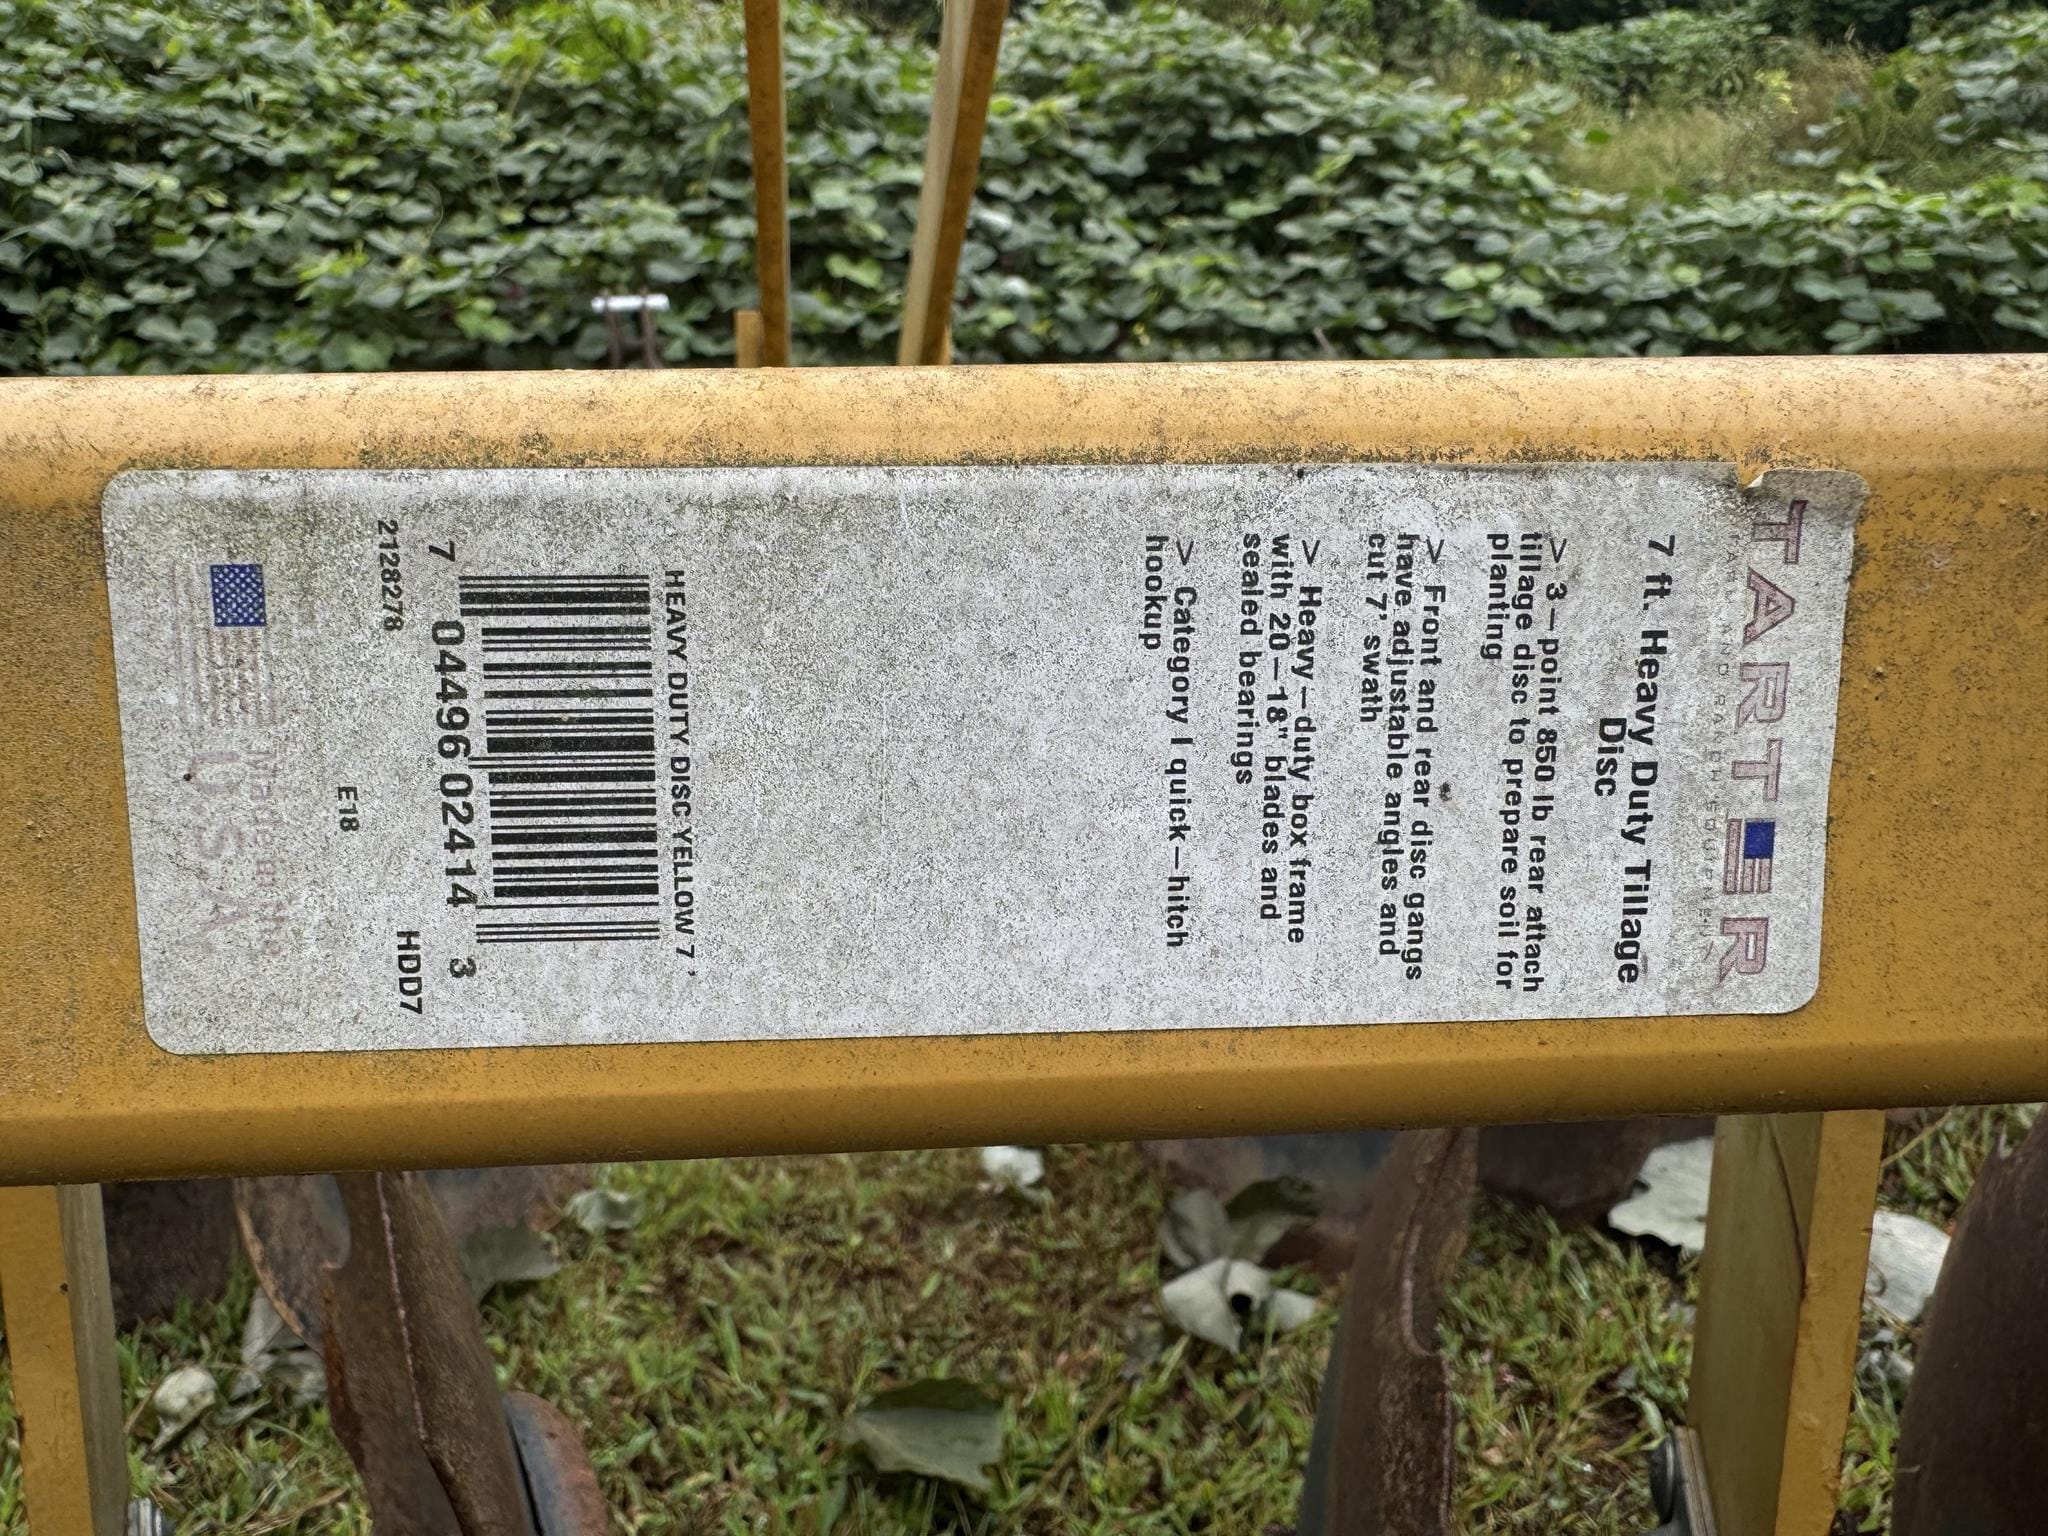 TARTER
FARM AND RANCH EQUIPMENT
7 ft. Heavy Duty Tillage
Disc
> 3-point 850 lb rear attach
tillage disc to prepare soil for
planting
> Front and rear disc gangs
have adjustable angles and
cut 7' swath
> Heavy-duty box frame
with 20-18" blades and
sealed bearings
> Category I quick-hitch
hookup
HEAVY DUTY DISC YELLOW 7'
7 04496 02414 3
2128278 HDD7
E18
Made in the
U.S.A